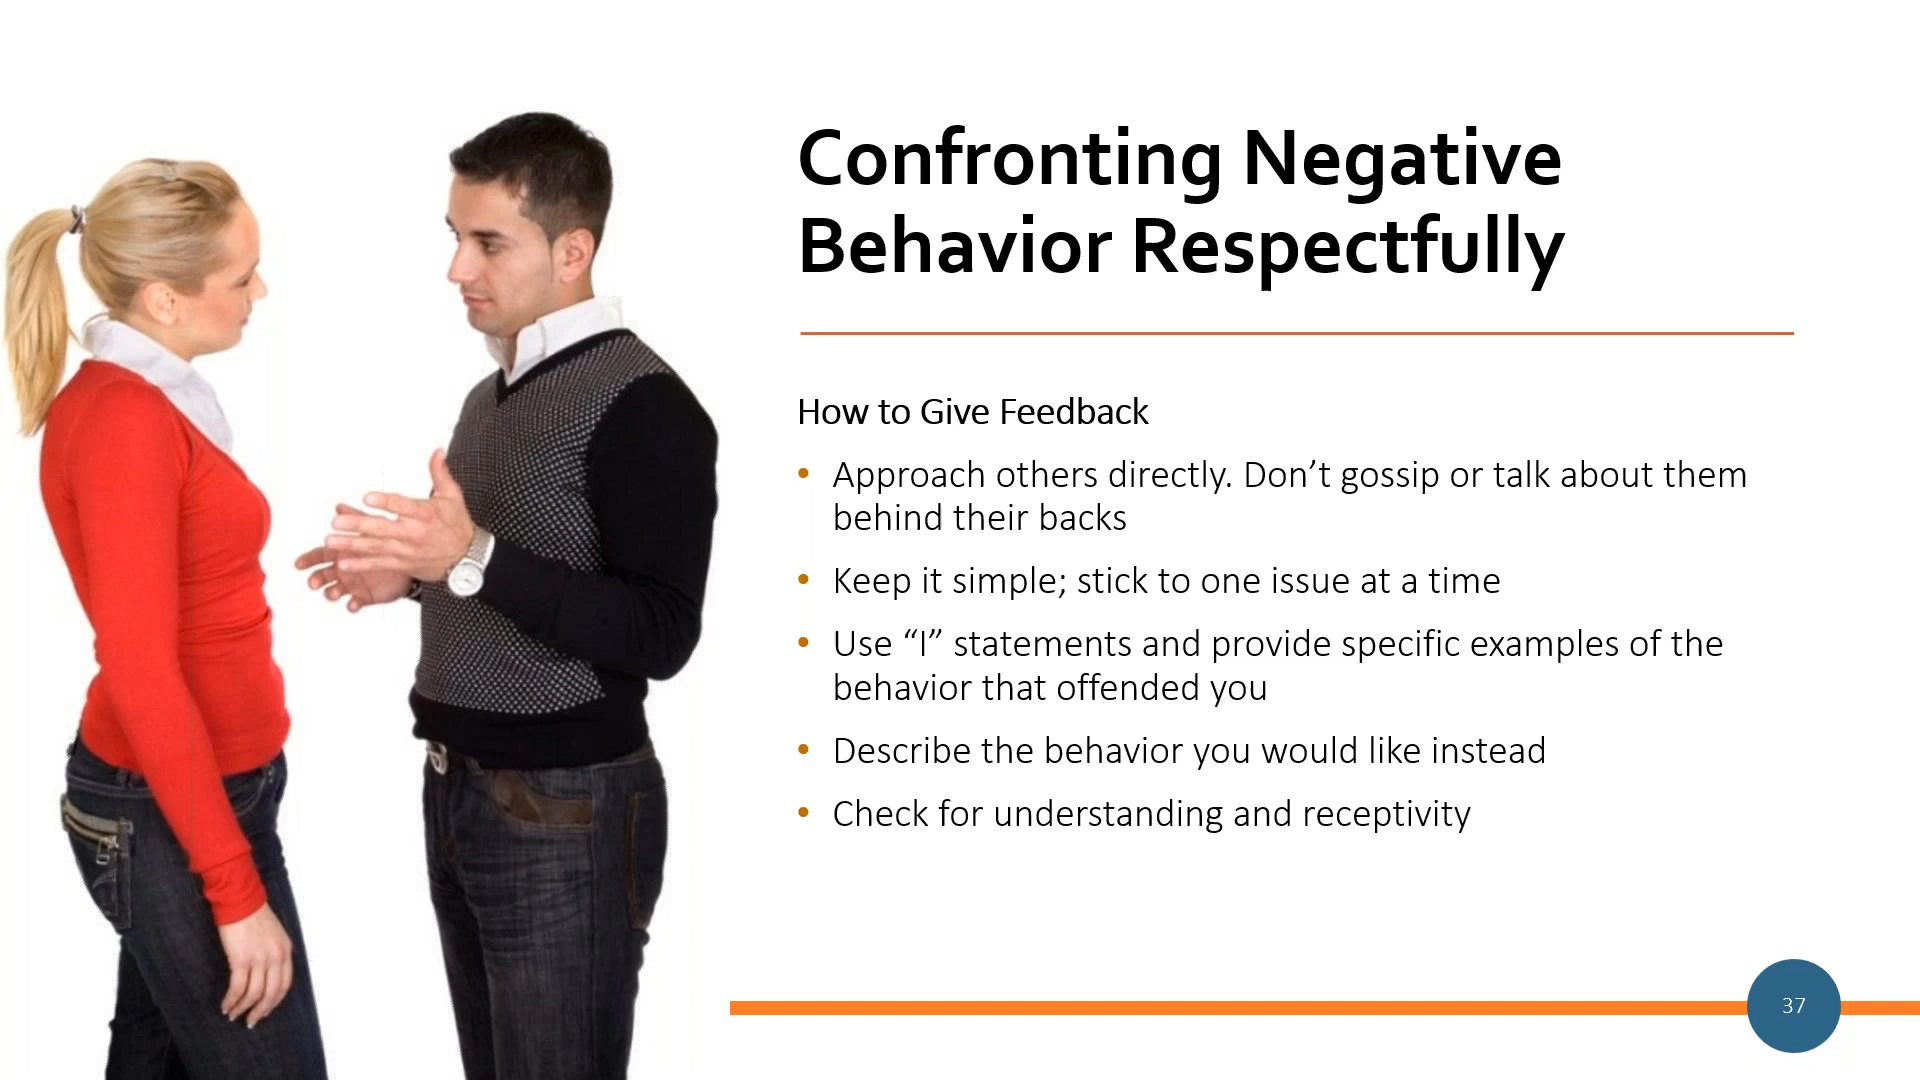 Confronting Negative
Behavior Respectfully
How to Give Feedback
• Approach others directly. Don’t gossip or talk about them
behind their backs
• Keep it simple; stick to one issue at a time
• Use “I” statements and provide specific examples of the
behavior that offended you
• Describe the behavior you would like instead
• Check for understanding and receptivity
37